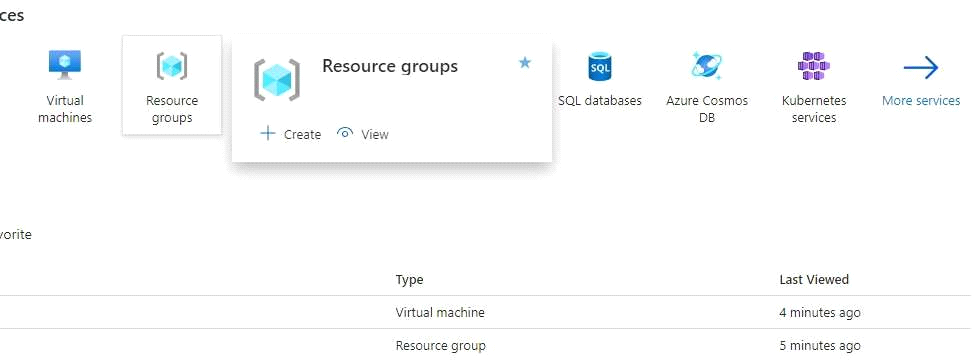 ces
Virtual
machines
Resource
groups
Resource groups
Create
View
SQL
SQL databases
Azure Cosmos
DB
Kubernetes
services
More services
vorite
Type
Last Viewed
Virtual machine
4 minutes ago
Resource group
5 minutes ago